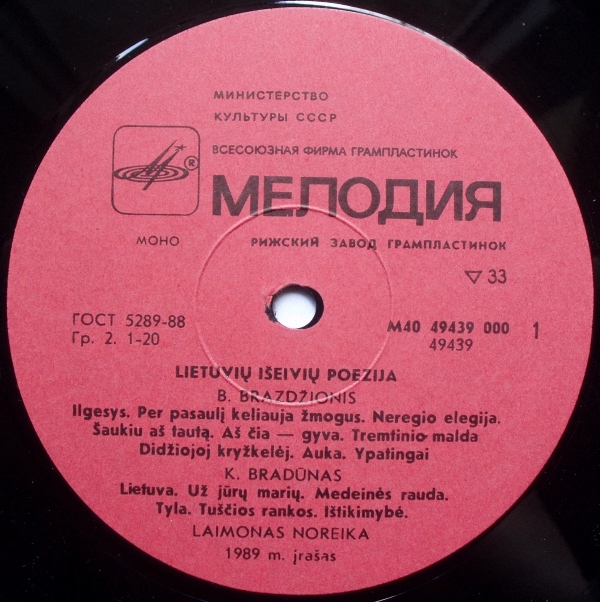 МИНИСТЕРСТВО
КУЛЬТУРЫ СССР
ВСЕСОЮЗНАЯ ФИРМА ГРАМПЛАСТИНОК
®
МЕЛОДИЯ
МОНО РИЖСКИЙ ЗАВОД ГРАМПЛАСТИНОК
▽ 33
ГОСТ 5289-88 М40 49439 000 1
Гр. 2. 1-20 49439
LIETUVIŲ IŠEIVIŲ POEZIJA
B. BRAZDŽIONIS
Ilgesys. Per pasaulį keliauja žmogus. Neregio elegija.
Šaukiu aš tautą. Aš čia — gyva. Tremtinio malda
Didžiojoj kryžkelėj. Auka. Ypatingai
K. BRADŪNAS
Lietuva. Už jūrų marių. Medeinės rauda.
Tyla. Tuščios rankos. Ištikimybė.
LAIMONAS NOREIKA
1989 m. įrašas